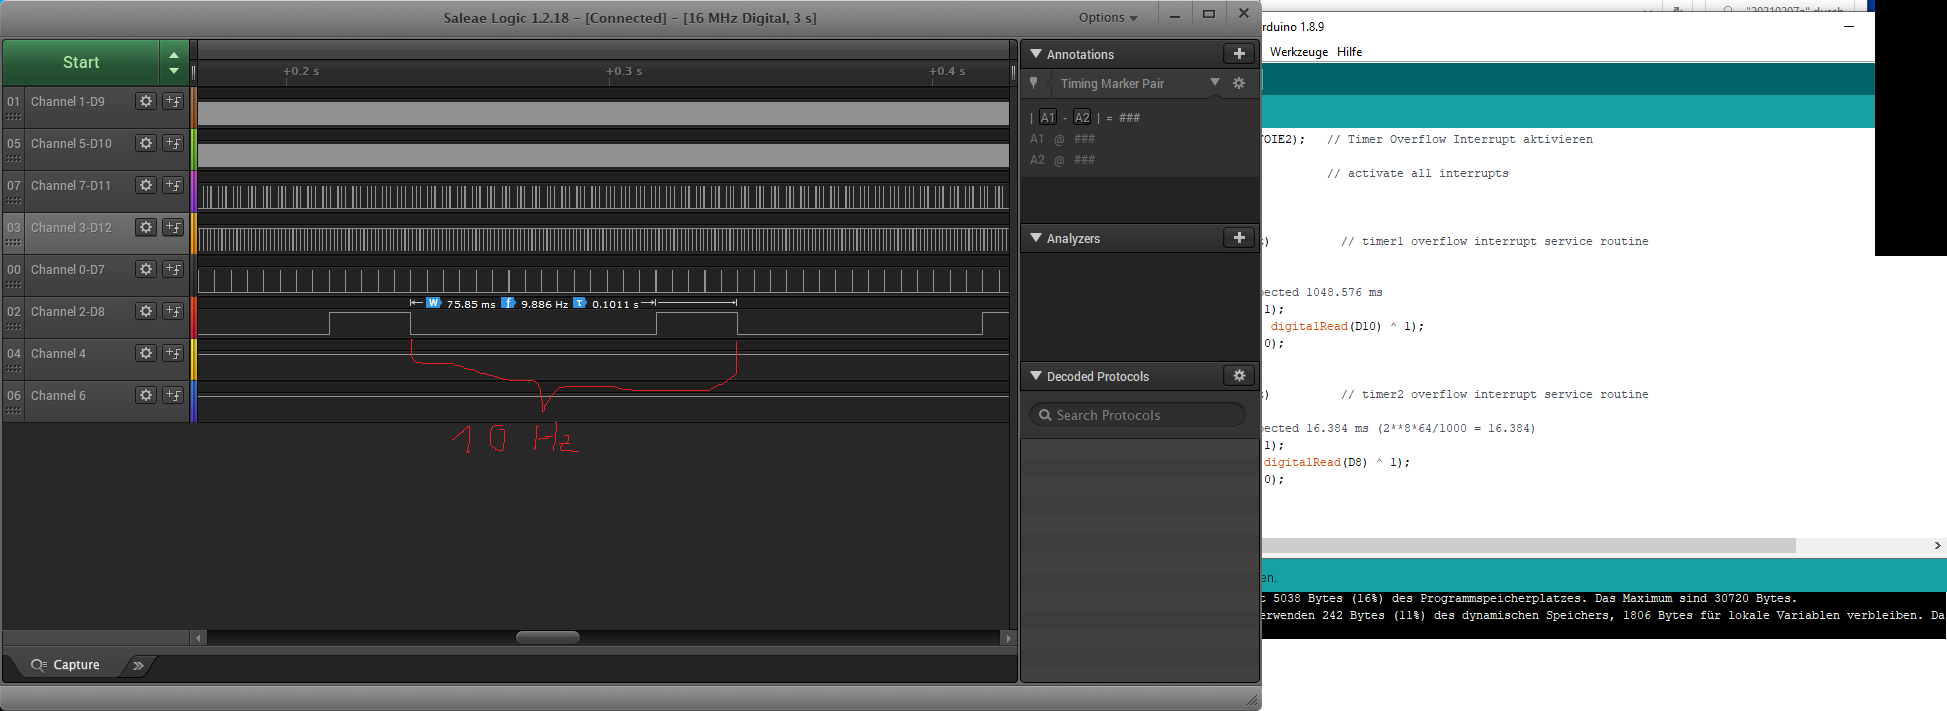 Saleae Logic 1.2.18 - [Connected] - [16 MHz Digital, 3 s]
Options
Start
+0.2 s
+0.3 s
+0.4 s
01 Channel 1-D9
05 Channel 5-D10
07 Channel 7-D11
03 Channel 3-D12
00 Channel 0-D7
02 Channel 2-D8
04 Channel 4
06 Channel 6
W 75.85 ms f 9.886 Hz T 0.1011 s
10 Hz
Capture
Annotations
Timing Marker Pair
| A1 - A2 | = ###
A1 @ ###
A2 @ ###
Analyzers
Decoded Protocols
Search Protocols
rduino 1.8.9
Werkzeuge Hilfe
TOIE2); // Timer Overflow Interrupt aktivieren
// activate all interrupts
) // timer1 overflow interrupt service routine
pected 1048.576 ms
1);
digitalRead(D10) ^ 1);
0);
) // timer2 overflow interrupt service routine
pected 16.384 ms (2**8*64/1000 = 16.384)
1);
digitalRead(D8) ^ 1);
0);
en.
t 5038 Bytes (16%) des Programmspeicherplatzes. Das Maximum sind 30720 Bytes.
erwenden 242 Bytes (11%) des dynamischen Speichers, 1806 Bytes für lokale Variablen verbleiben. Da